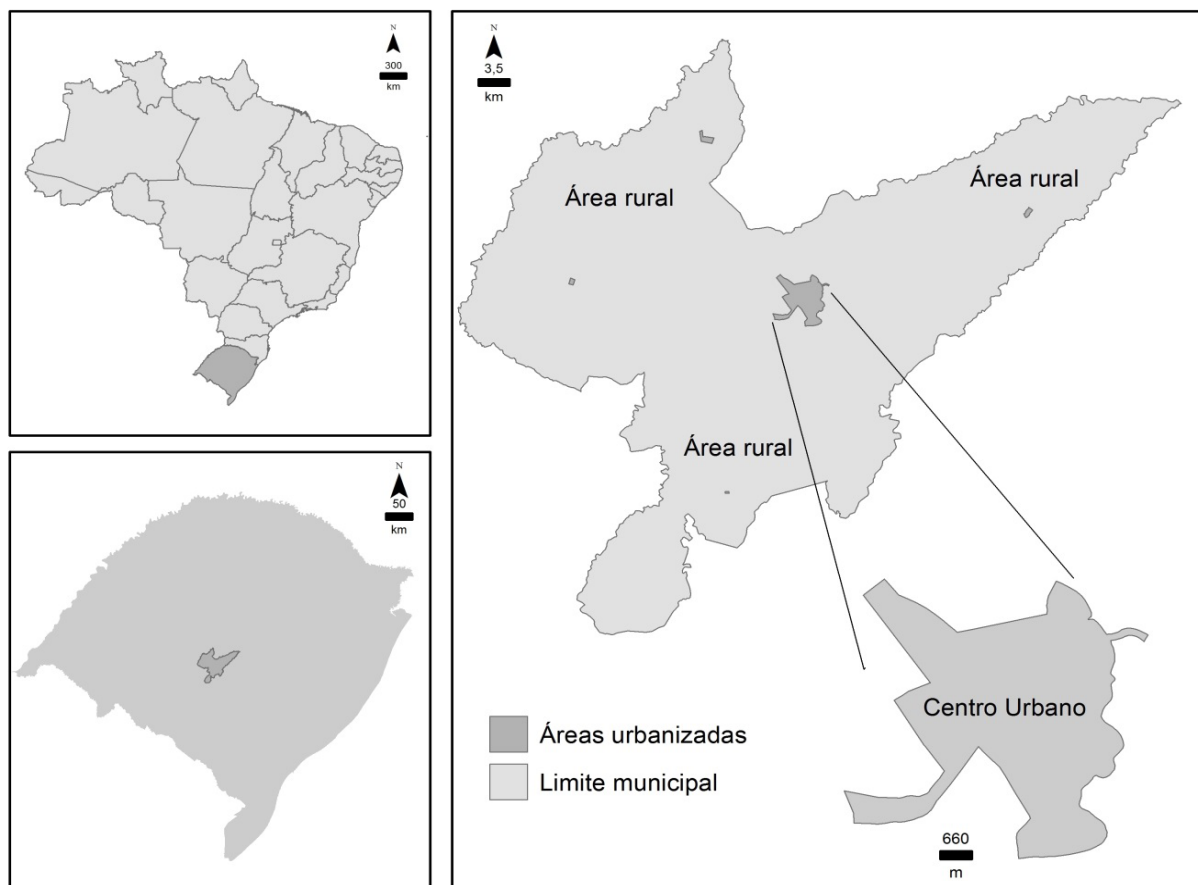 N
300
km
N
50
km
N
3,5
km
Área rural
Área rural
Área rural
Centro Urbano
Áreas urbanizadas
Limite municipal
660
m